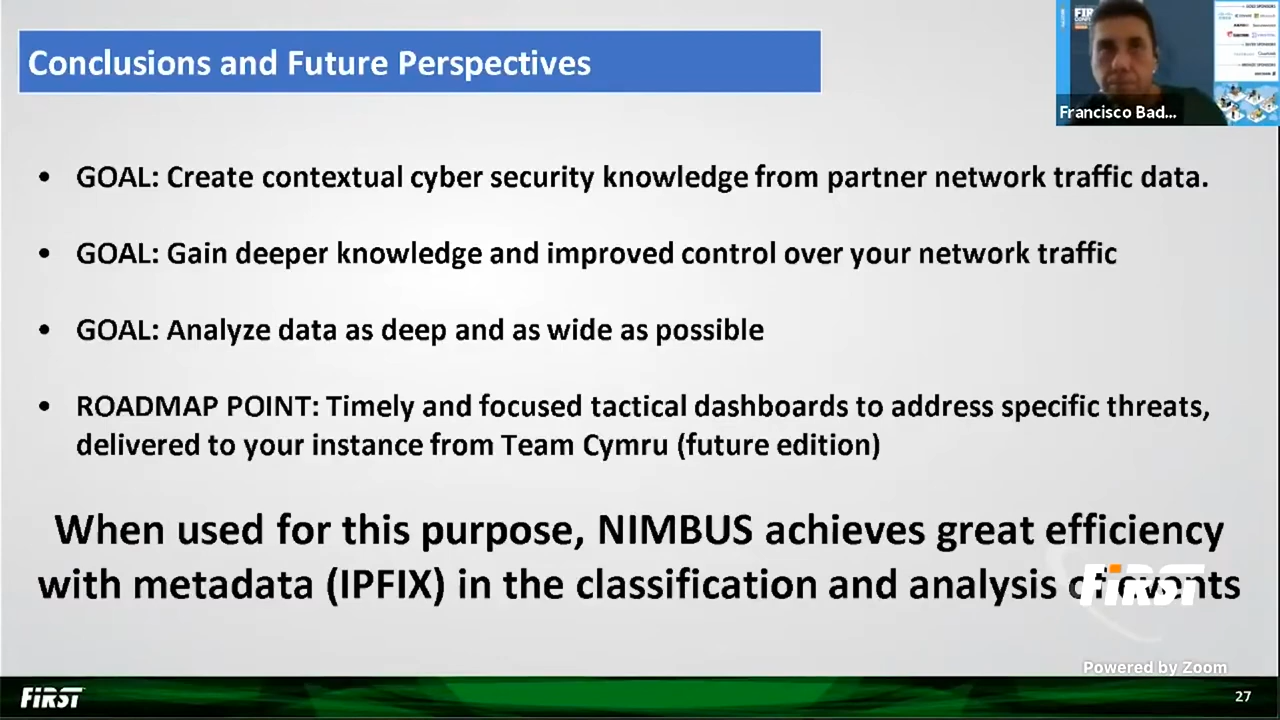 Conclusions and Future Perspectives
Francisco Bad...
• GOAL: Create contextual cyber security knowledge from partner network traffic data.
• GOAL: Gain deeper knowledge and improved control over your network traffic
• GOAL: Analyze data as deep and as wide as possible
• ROADMAP POINT: Timely and focused tactical dashboards to address specific threats,
delivered to your instance from Team Cymru (future edition)
When used for this purpose, NIMBUS achieves great efficiency
with metadata (IPFIX) in the classification and analysis of events
FiRST
Powered by Zoom
FiRST
27